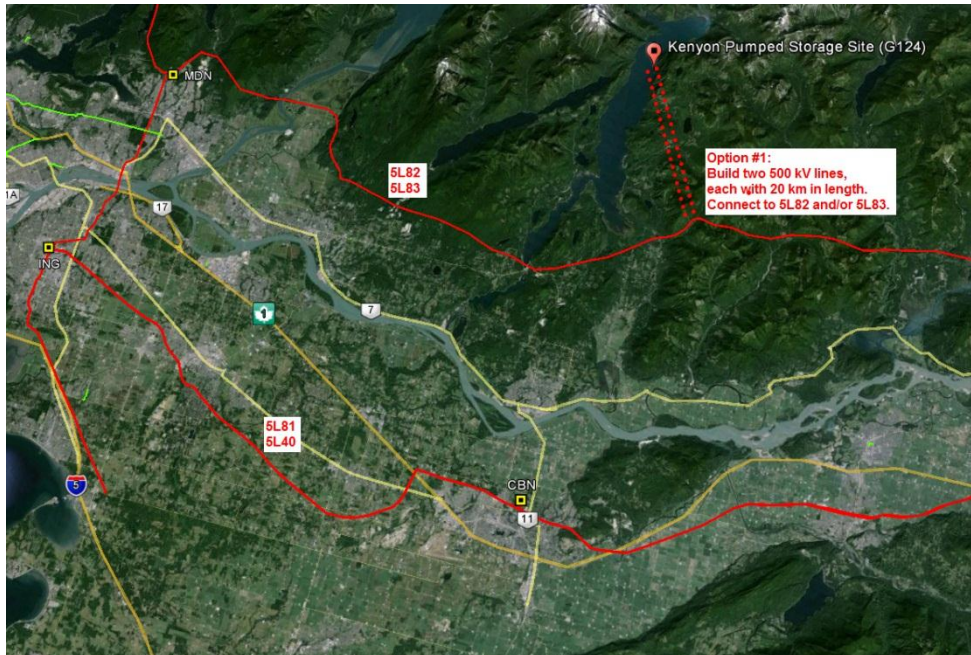 Kenyon Pumped Storage Site (G124)
MDN
Option #1:
Build two 500 kV lines,
each with 20 km in length.
Connect to 5L82 and/or 5L83.
5L82
5L83
1A
17
ING
1
7
5L81
5L40
CBN
5
11